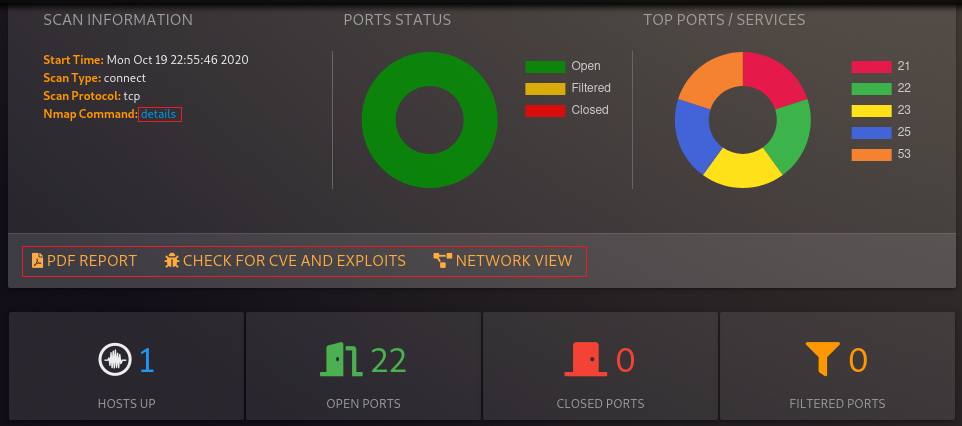 SCAN INFORMATION
Start Time: Mon Oct 19 22:55:46 2020
Scan Type: connect
Scan Protocol: tcp
Nmap Command: details
PORTS STATUS
Open
Filtered
Closed
TOP PORTS / SERVICES
21
22
23
25
53
PDF REPORT
CHECK FOR CVE AND EXPLOITS
NETWORK VIEW
1
HOSTS UP
22
OPEN PORTS
0
CLOSED PORTS
0
FILTERED PORTS